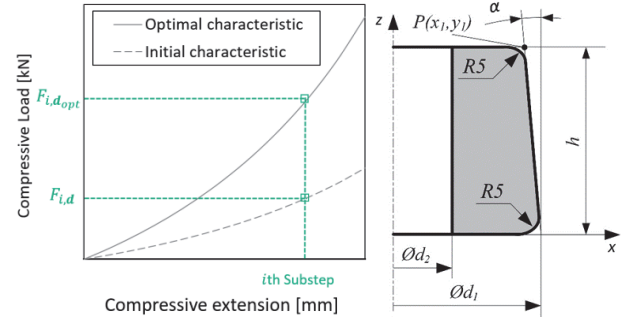 Optimal characteristic
Initial characteristic
Compressive Load [kN]
F_{i,d_{opt}}
F_{i,d}
ith Substep
Compressive extension [mm]
z
P(x₁,y₁)
α
R5
h
R5
x
Ød₂
Ød₁